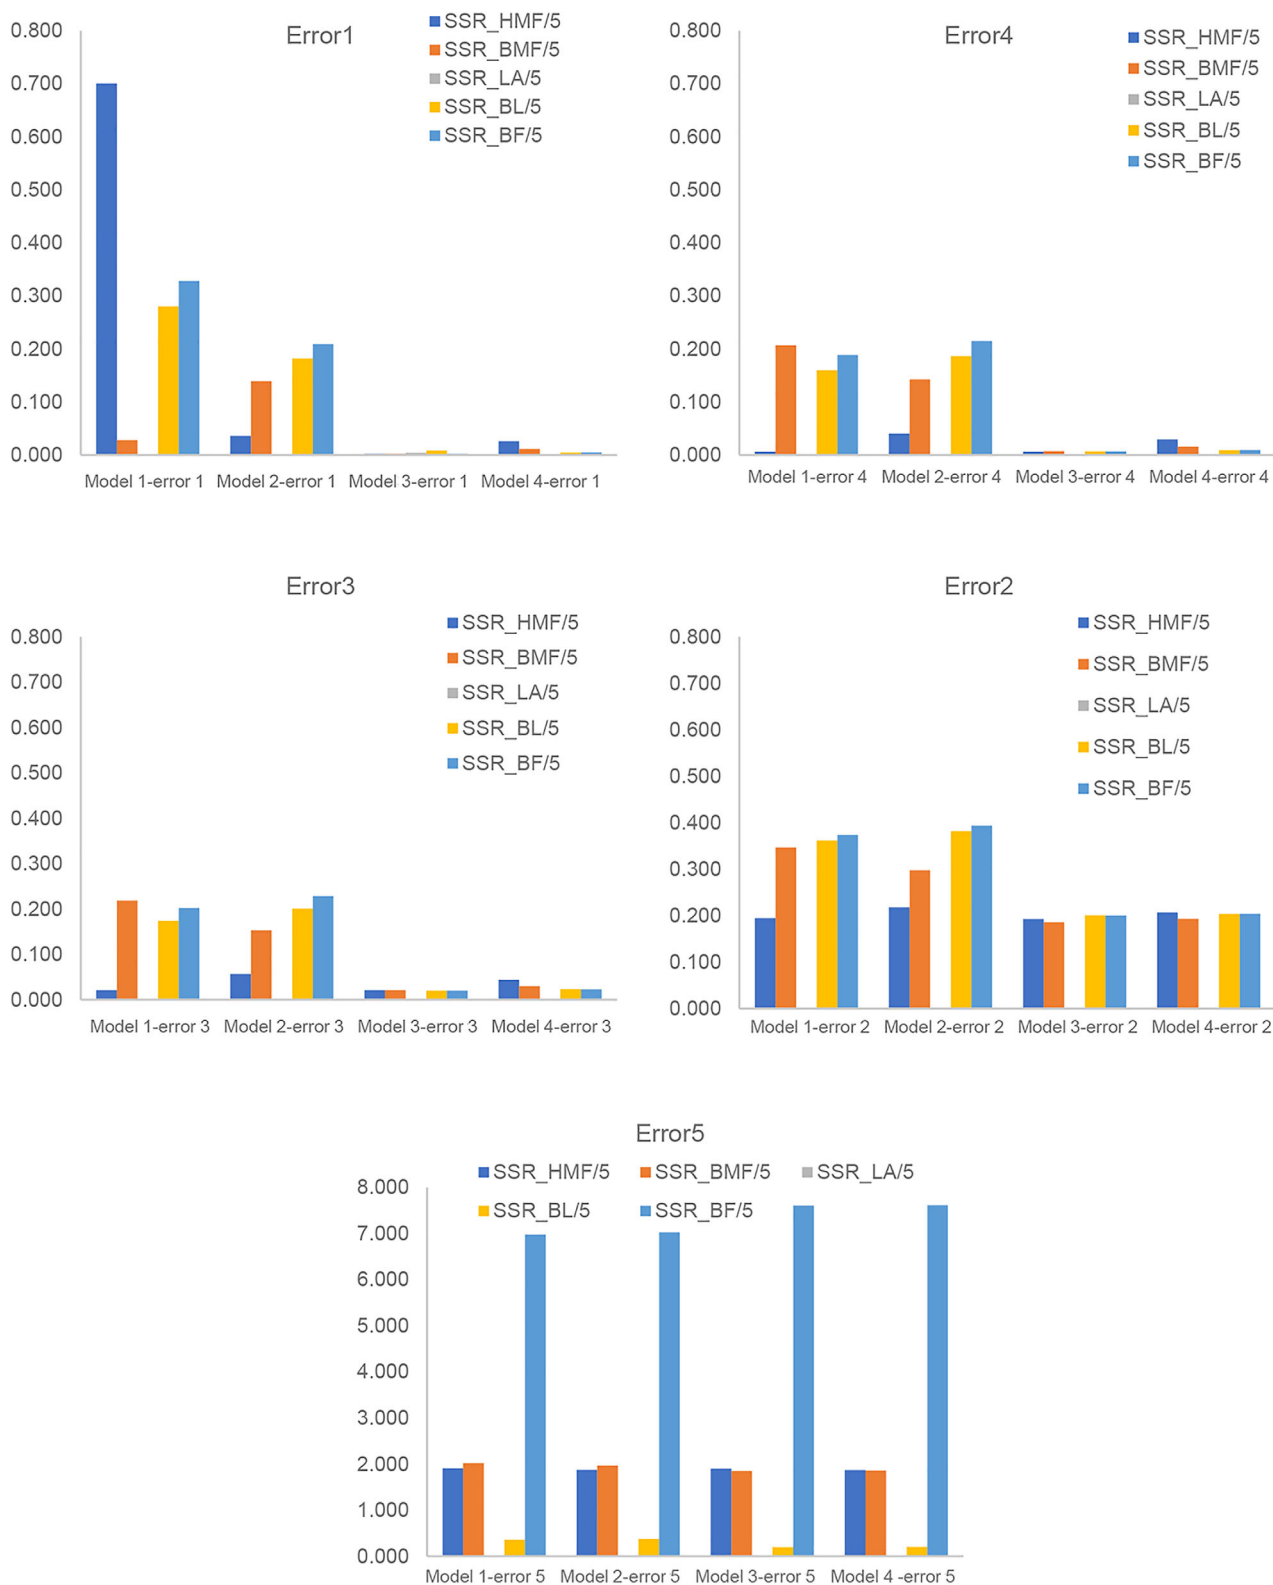 Error1
SSR_HMF/5
SSR_BMF/5
SSR_LA/5
SSR_BL/5
SSR_BF/5
0.800
0.700
0.600
0.500
0.400
0.300
0.200
0.100
0.000
Model 1-error 1 Model 2-error 1 Model 3-error 1 Model 4-error 1
Error4
SSR_HMF/5
SSR_BMF/5
SSR_LA/5
SSR_BL/5
SSR_BF/5
0.800
0.700
0.600
0.500
0.400
0.300
0.200
0.100
0.000
Model 1-error 4 Model 2-error 4 Model 3-error 4 Model 4-error 4
Error3
SSR_HMF/5
SSR_BMF/5
SSR_LA/5
SSR_BL/5
SSR_BF/5
0.800
0.700
0.600
0.500
0.400
0.300
0.200
0.100
0.000
Model 1-error 3 Model 2-error 3 Model 3-error 3 Model 4-error 3
Error2
SSR_HMF/5
SSR_BMF/5
SSR_LA/5
SSR_BL/5
SSR_BF/5
0.800
0.700
0.600
0.500
0.400
0.300
0.200
0.100
0.000
Model 1-error 2 Model 2-error 2 Model 3-error 2 Model 4-error 2
Error5
SSR_HMF/5 SSR_BMF/5 SSR_LA/5
SSR_BL/5 SSR_BF/5
8.000
7.000
6.000
5.000
4.000
3.000
2.000
1.000
0.000
Model 1-error 5 Model 2-error 5 Model 3-error 5 Model 4 -error 5